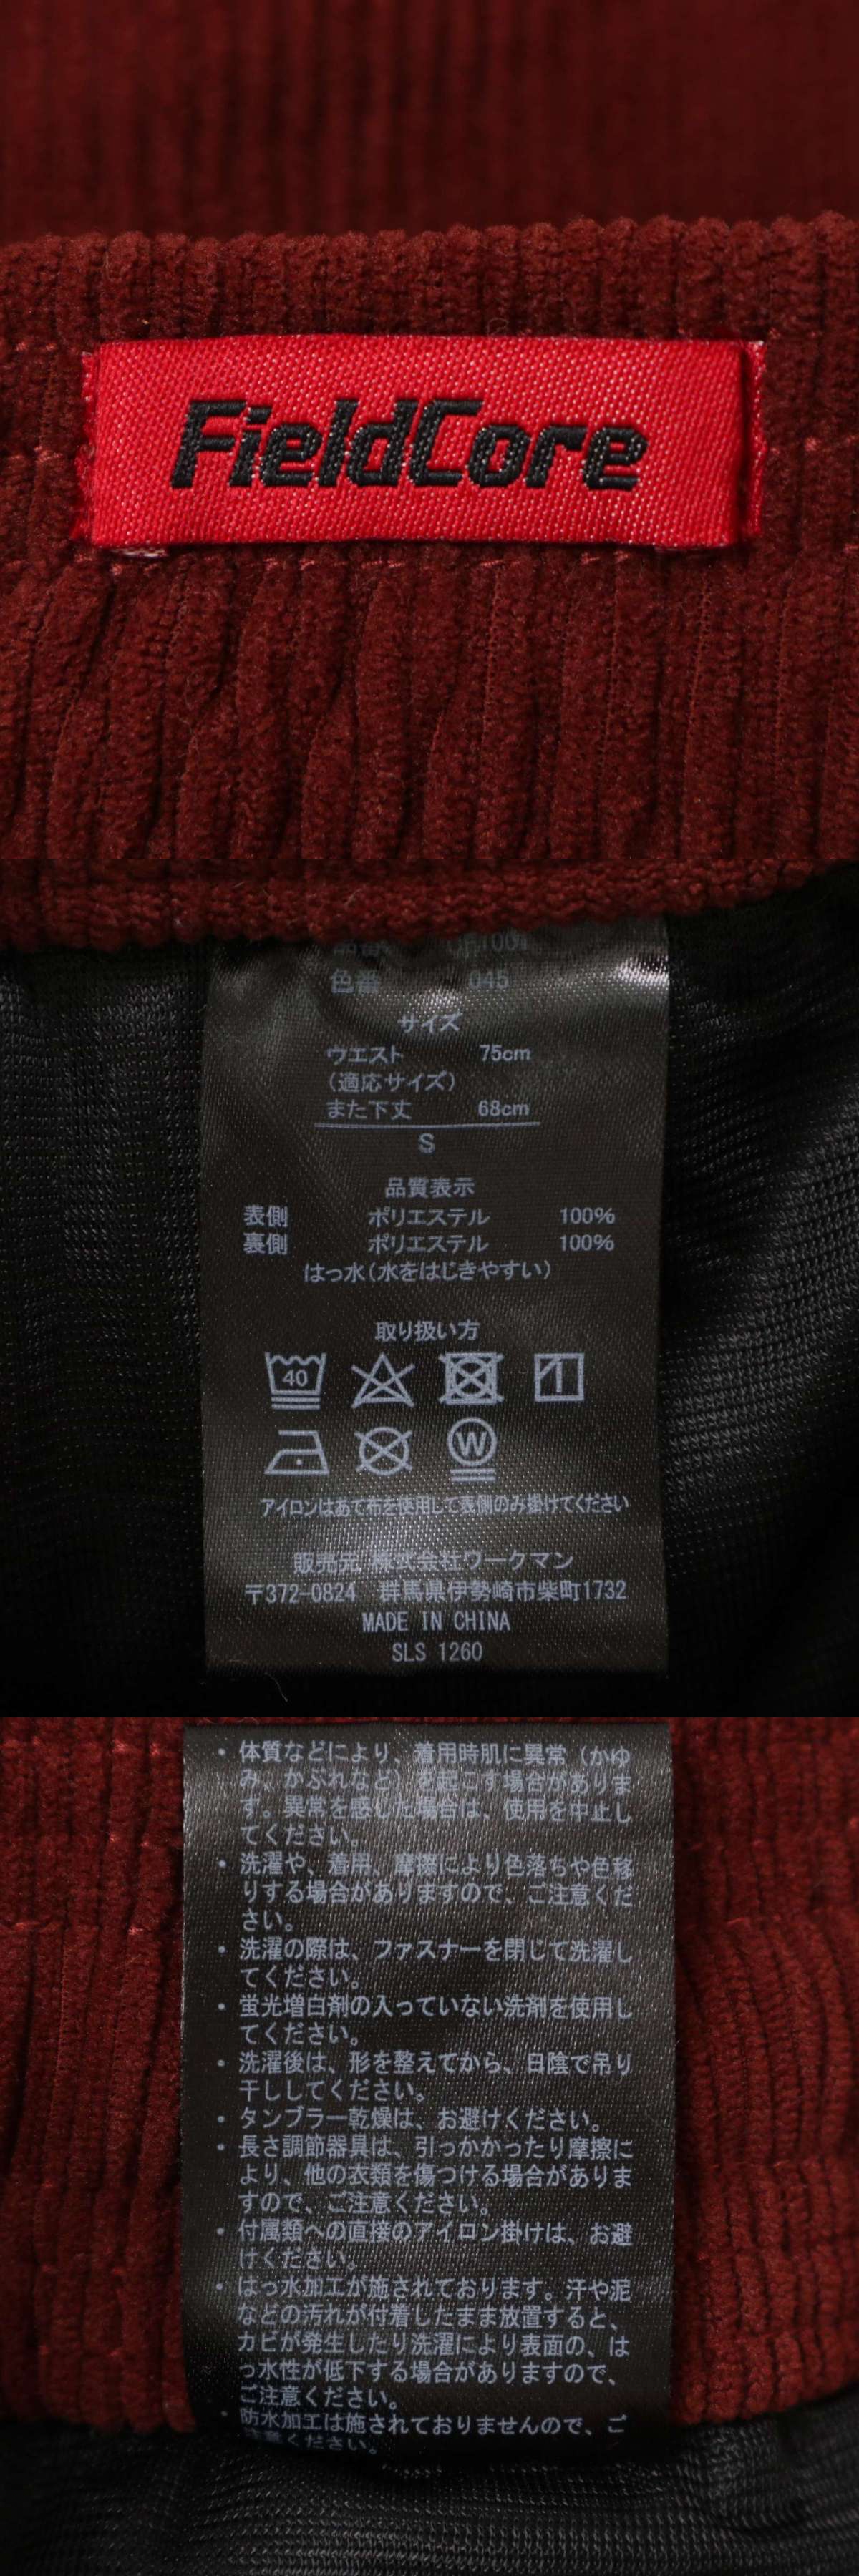 FieldCore
品番
色番 045
サイズ
ウエスト 75cm
(適応サイズ)
また下丈 68cm
S
品質表示
表側 ポリエステル 100%
裏側 ポリエステル 100%
はっ水(水をはじきやすい)
取り扱い方
40
W
アイロンはあて布を使用して表側のみ掛けてください
販売元 株式会社ワークマン
〒372-0824 群馬県伊勢崎市柴町1732
MADE IN CHINA
SLS 1260
・体質などにより、着用時肌に異常(かゆ
み、かぶれなど)を起こす場合がありま
す。異常を感じた場合は、使用を中止し
てください。
・洗濯や、着用、摩擦により色落ちや色移
りする場合がありますので、ご注意くだ
さい。
・洗濯の際は、ファスナーを閉じて洗濯し
てください。
・蛍光増白剤の入っていない洗剤を使用し
てください。
・洗濯後は、形を整えてから、日陰で吊り
干ししてください。
・タンブラー乾燥は、お避けください。
・長さ調節器具は、引っかかったり摩擦に
より、他の衣類を傷つける場合がありま
すので、ご注意ください。
・付属類への直接のアイロン掛けは、お避
けください。
・はっ水加工が施されております。汗や泥
などの汚れが付着したまま放置すると、
カビが発生したり洗濯により表面の、は
っ水性が低下する場合がありますので、
ご注意ください。
・防水加工は施されておりませんので、ご
注意ください。